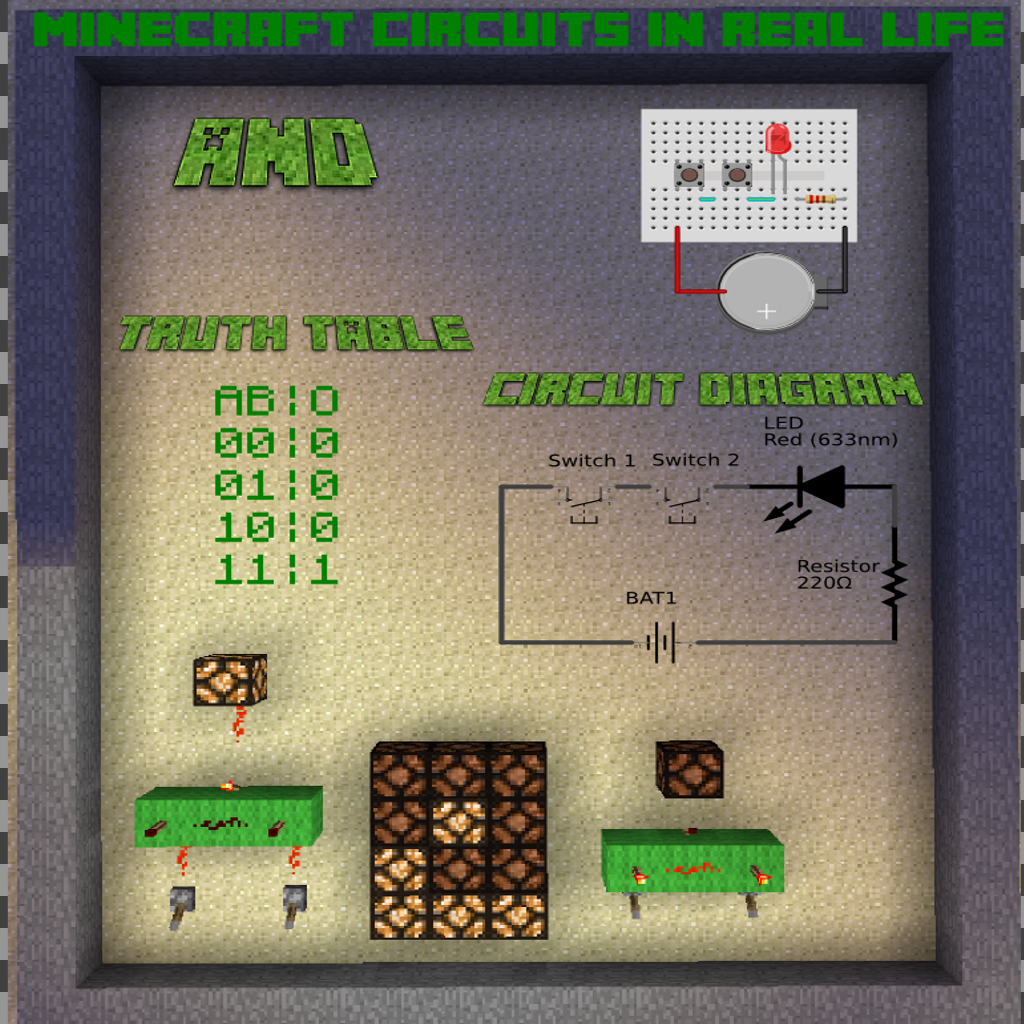 MINECRAFT CIRCUITS IN REAL LIFE
AND
TRUTH TABLE
AB|O
00|0
01|0
10|0
11|1
CIRCUIT DIAGRAM
LED
Red (633nm)
Switch 1 Switch 2
Resistor
220Ω
BAT1